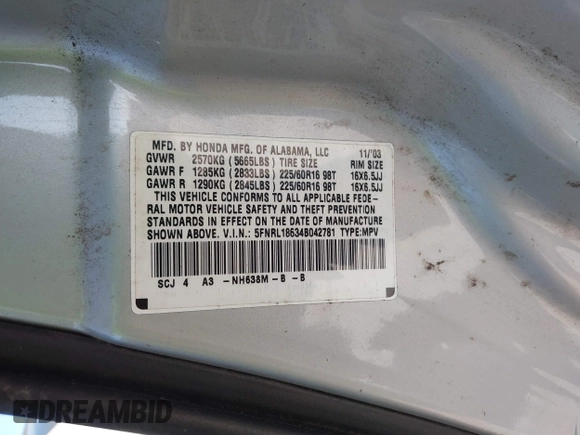 MFD. BY HONDA MFG. OF ALABAMA, LLC 11/'03
GVWR 2570KG (5665LBS) TIRE SIZE RIM SIZE
GAWR F 1285KG (2833LBS) 225/60R16 98T 16X6.5JJ
GAWR R 1290KG (2845LBS) 225/60R16 98T 16X6.5JJ
THIS VEHICLE CONFORMS TO ALL APPLICABLE FEDE-
RAL MOTOR VEHICLE SAFETY AND THEFT PREVENTION
STANDARDS IN EFFECT ON THE DATE OF MANUFACTURE
SHOWN ABOVE. V.I.N.: 5FNRL18634B042781 TYPE:MPV
SCJ 4 A3 -NH638M-B -B
DREAMBID